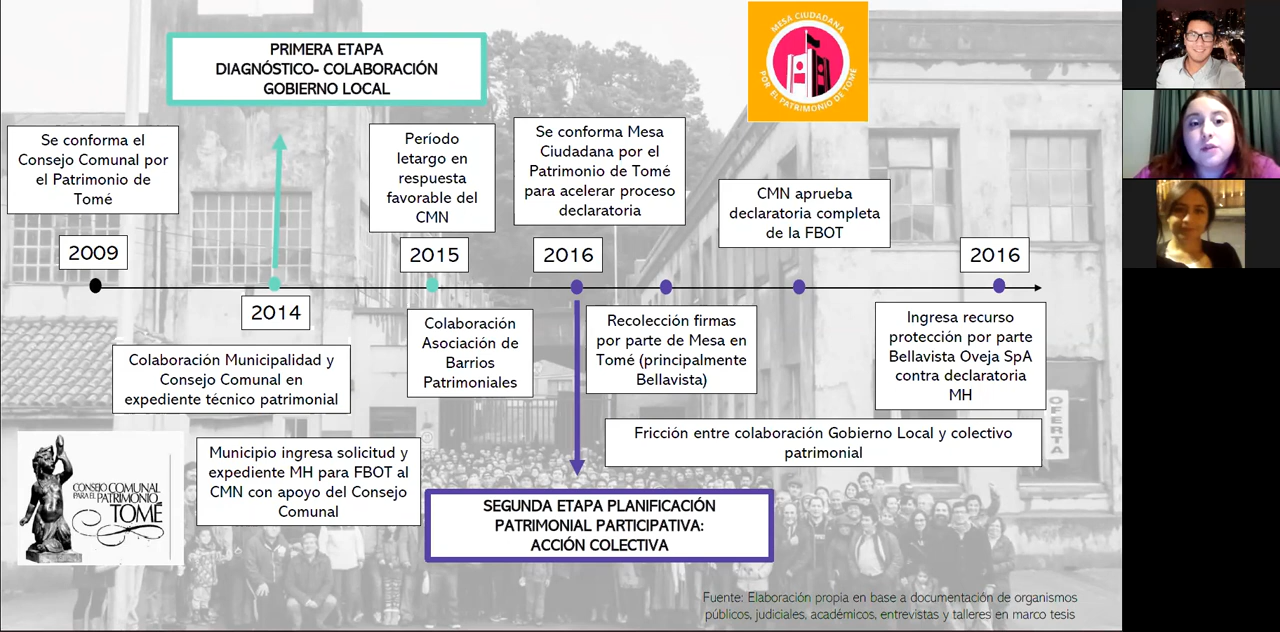 MESA CIUDADANA
POR EL PATRIMONIO DE TOMÉ
PRIMERA ETAPA
DIAGNÓSTICO- COLABORACIÓN
GOBIERNO LOCAL
Se conforma el
Consejo Comunal por
el Patrimonio de
Tomé
2009
Período
letargo en
respuesta
favorable del
CMN
2015
Se conforma Mesa
Ciudadana por el
Patrimonio de Tomé
para acelerar proceso
declaratoria
2016
CMN aprueba
declaratoria completa
de la FBOT
2016
2014
Colaboración Municipalidad y
Consejo Comunal en
expediente técnico patrimonial
Colaboración
Asociación de
Barrios
Patrimoniales
Recolección firmas
por parte de Mesa en
Tomé (principalmente
Bellavista)
Ingresa recurso
protección por parte
Bellavista Oveja SpA
contra declaratoria
MH
OFERTA
Fricción entre colaboración Gobierno Local y colectivo
patrimonial
CONSEJO COMUNAL
PARA EL PATRIMONIO
TOMÉ
Municipio ingresa solicitud y
expediente MH para FBOT al
CMN con apoyo del Consejo
Comunal
SEGUNDA ETAPA PLANIFICACIÓN
PATRIMONIAL PARTICIPATIVA:
ACCIÓN COLECTIVA
Fuente: Elaboración propia en base a documentación de organismos
públicos, judiciales, académicos, entrevistas y talleres en marco tesis